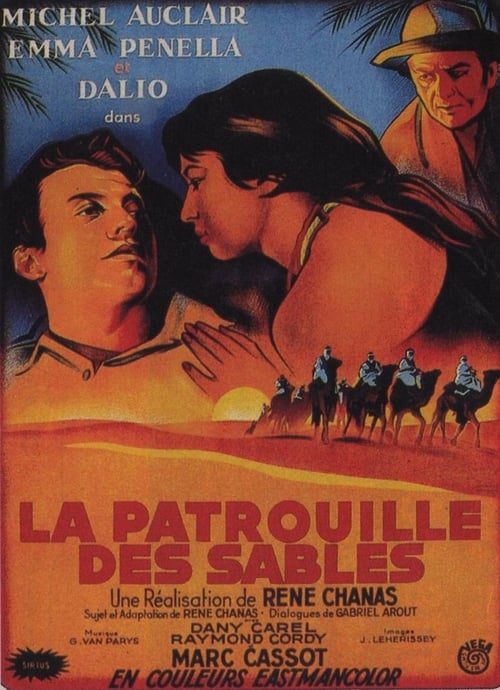 MICHEL AUCLAIR
EMMA PENELLA
et
DALIO
dans
LA PATROUILLE
DES SABLES
Une Réalisation de RENE CHANAS
Sujet et Adaptation de RENE CHANAS · Dialogues de GABRIEL AROUT
avec
DANY CAREL
Musique
G. VAN PARYS
RAYMOND CORDY
Images
J. LEHERISSEY
MARC CASSOT
EN COULEURS EASTMANCOLOR
SIRIUS